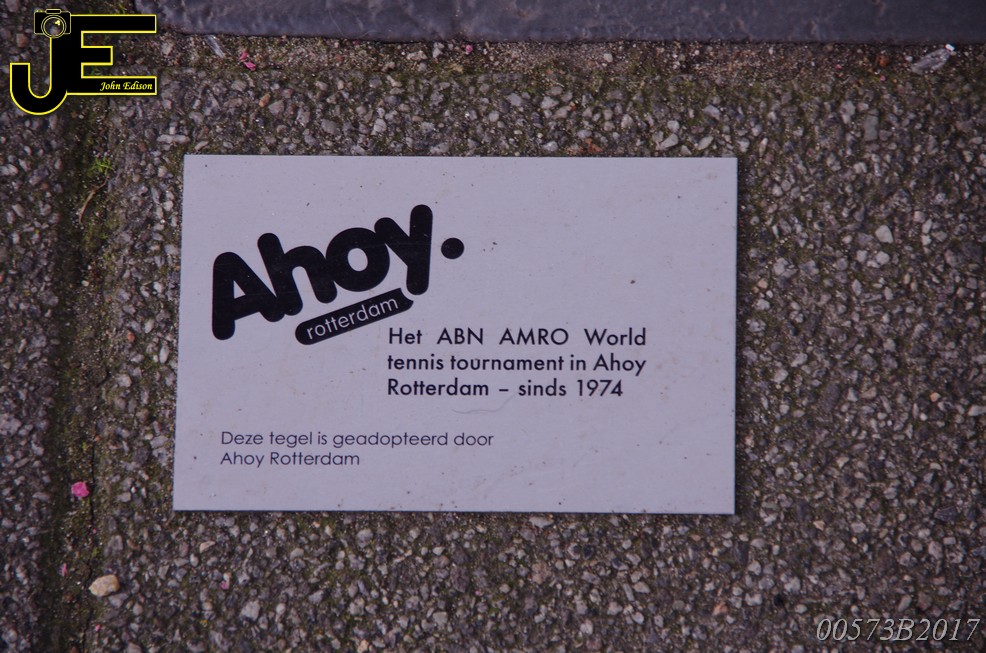 JE
John Edison
Ahoy.
rotterdam
Het ABN AMRO World
tennis tournament in Ahoy
Rotterdam – sinds 1974
Deze tegel is geadopteerd door
Ahoy Rotterdam
00573B2017